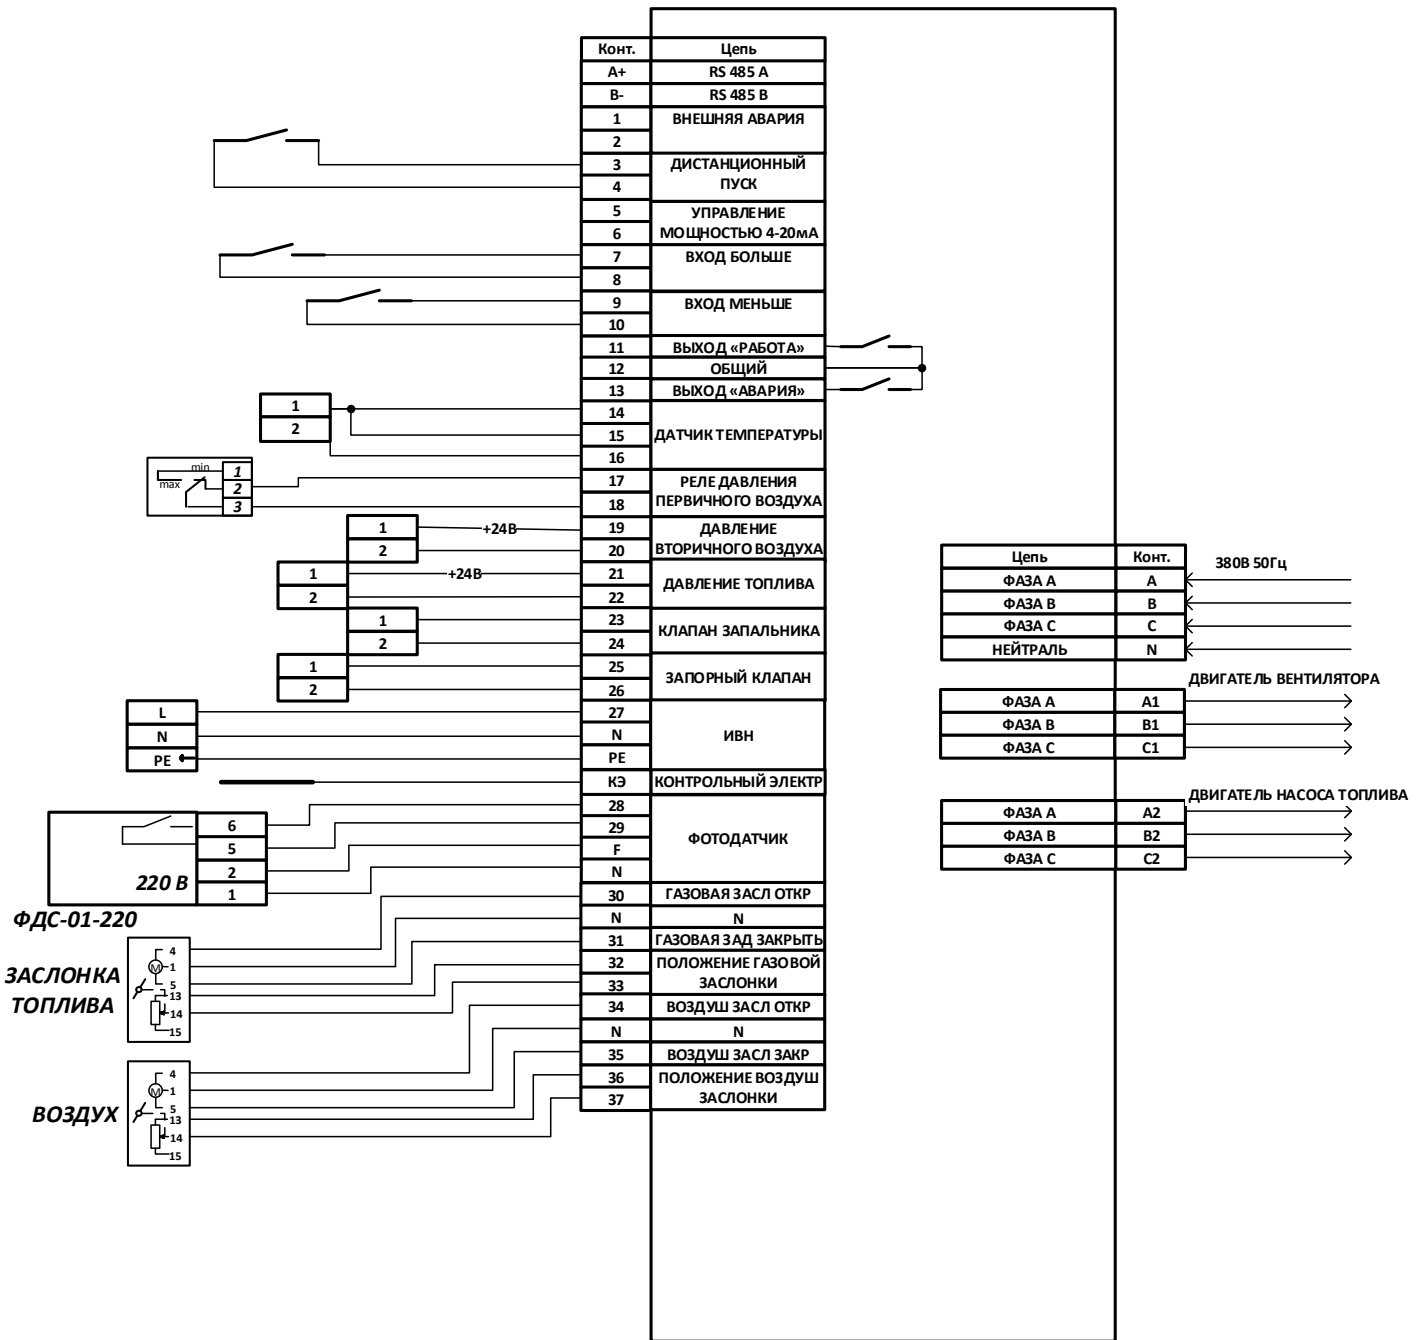 Конт. Цепь
A+ RS 485 A
B- RS 485 B
1 ВНЕШНЯЯ АВАРИЯ
2
3 ДИСТАНЦИОННЫЙ
4 ПУСК
5 УПРАВЛЕНИЕ
6 МОЩНОСТЬЮ 4-20мА
7 ВХОД БОЛЬШЕ
8
9 ВХОД МЕНЬШЕ
10
11 ВЫХОД «РАБОТА»
12 ОБЩИЙ
13 ВЫХОД «АВАРИЯ»
1 14
2 15 ДАТЧИК ТЕМПЕРАТУРЫ
16
min 1 17 РЕЛЕ ДАВЛЕНИЯ
max 2
3 18 ПЕРВИЧНОГО ВОЗДУХА
1 +24В 19 ДАВЛЕНИЕ
2 20 ВТОРИЧНОГО ВОЗДУХА
1 +24В 21 ДАВЛЕНИЕ ТОПЛИВА
2 22
1 23 КЛАПАН ЗАПАЛЬНИКА
2 24
1 25 ЗАПОРНЫЙ КЛАПАН
2 26
L 27
N N ИВН
PE PE
КЭ КОНТРОЛЬНЫЙ ЭЛЕКТР
28
6 29 ФОТОДАТЧИК
5 F
2 N
220 В
1 30 ГАЗОВАЯ ЗАСЛ ОТКР
ФДС-01-220
N N
31 ГАЗОВАЯ ЗАД ЗАКРЫТЬ
32 ПОЛОЖЕНИЕ ГАЗОВОЙ
33 ЗАСЛОНКИ
34 ВОЗДУШ ЗАСЛ ОТКР
N N
35 ВОЗДУШ ЗАСЛ ЗАКР
36 ПОЛОЖЕНИЕ ВОЗДУШ
37 ЗАСЛОНКИ
ЗАСЛОНКА
ТОПЛИВА
4
M 1
5
13
14
15
ВОЗДУХ
4
M 1
5
13
14
15
Цепь Конт.
380В 50Гц
ФАЗА А A
ФАЗА В B
ФАЗА С C
НЕЙТРАЛЬ N
ДВИГАТЕЛЬ ВЕНТИЛЯТОРА
ФАЗА А A1
ФАЗА В B1
ФАЗА С C1
ДВИГАТЕЛЬ НАСОСА ТОПЛИВА
ФАЗА А A2
ФАЗА В B2
ФАЗА С C2